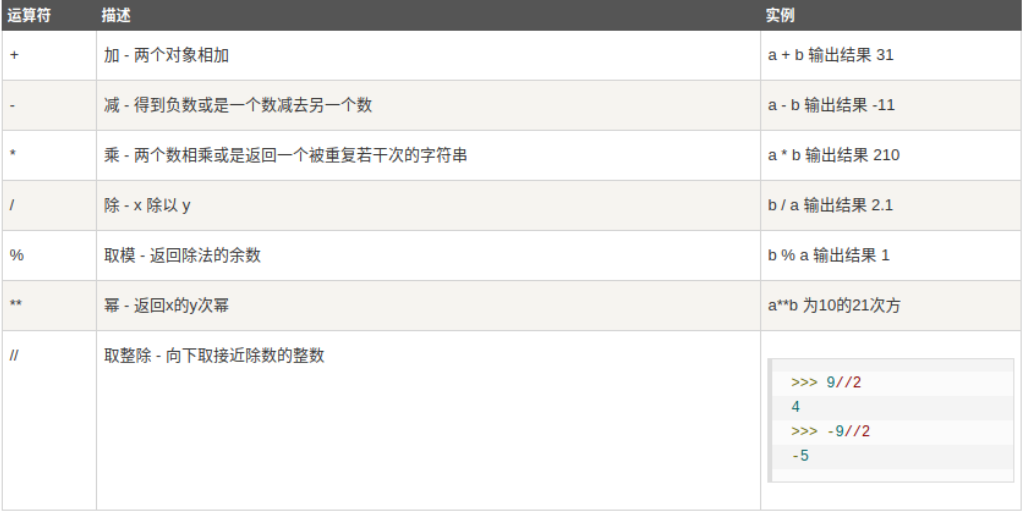 运算符 描述 实例
+ 加 - 两个对象相加 a + b 输出结果 31
- 减 - 得到负数或是一个数减去另一个数 a - b 输出结果 -11
* 乘 - 两个数相乘或是返回一个被重复若干次的字符串 a * b 输出结果 210
/ 除 - x 除以 y b / a 输出结果 2.1
% 取模 - 返回除法的余数 b % a 输出结果 1
** 幂 - 返回x的y次幂 a**b 为10的21次方
// 取整除 - 向下取接近除数的整数
>>> 9//2
4
>>> -9//2
-5